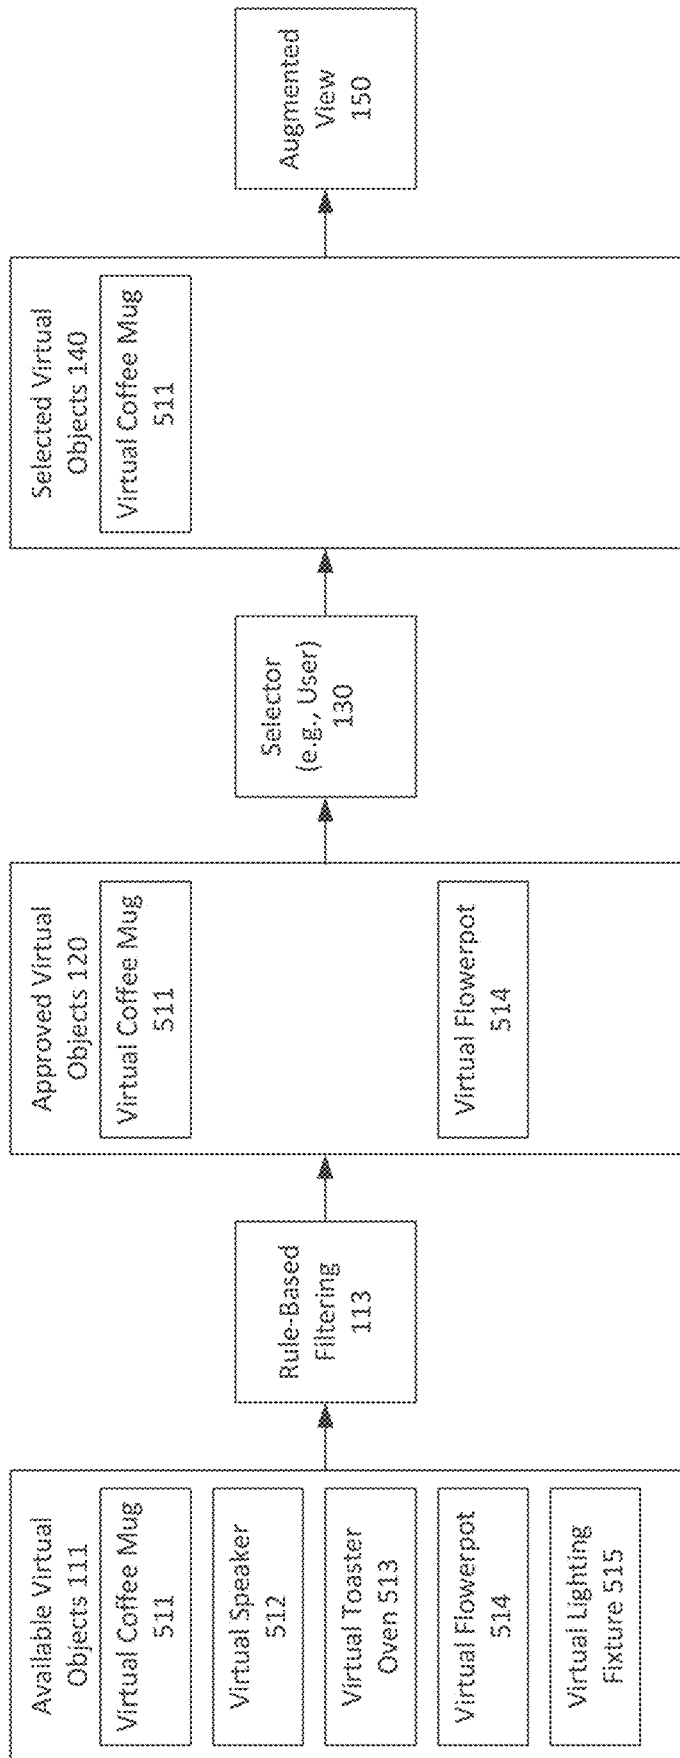 Available Virtual
Objects 111
Virtual Coffee Mug
511
Virtual Speaker
512
Virtual Toaster
Oven 513
Virtual Flowerpot
514
Virtual Lighting
Fixture 515
Rule-Based
Filtering
113
Approved Virtual
Objects 120
Virtual Coffee Mug
511
Virtual Flowerpot
514
Selector
(e.g., User)
130
Selected Virtual
Objects 140
Virtual Coffee Mug
511
Augmented
View
150